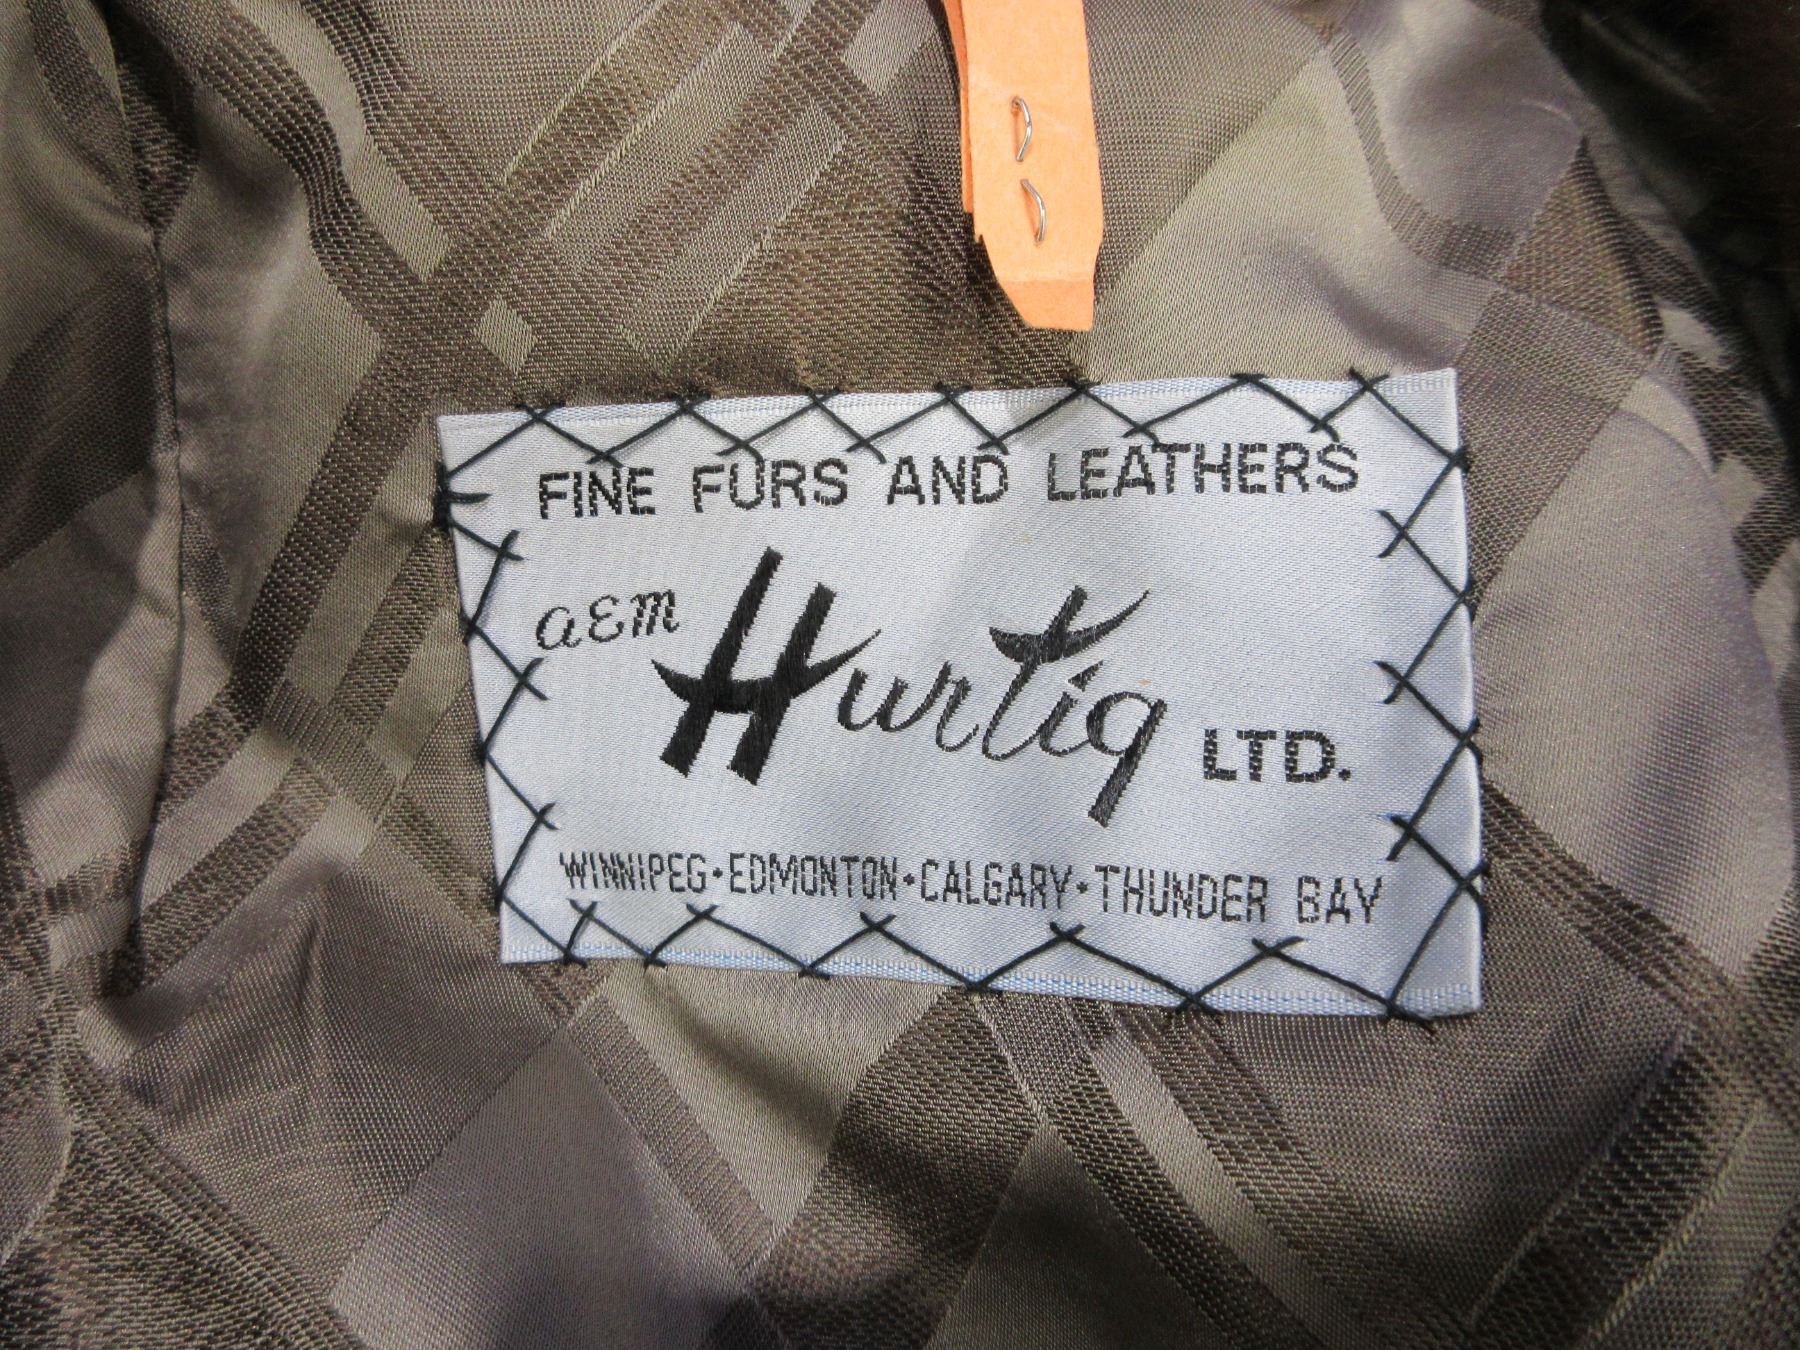 FINE FURS AND LEATHERS
a&m Hurtig LTD.
WINNIPEG·EDMONTON·CALGARY·THUNDER BAY